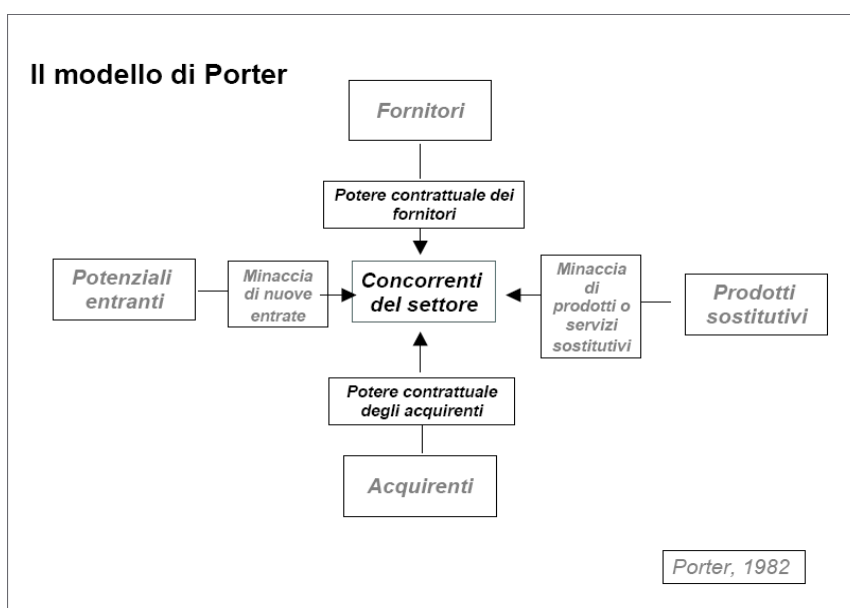 Il modello di Porter
Fornitori
Potere contrattuale dei
fornitori
Potenziali
entranti
Minaccia
di nuove
entrate
Concorrenti
del settore
Minaccia
di
prodotti o
servizi
sostitutivi
Prodotti
sostitutivi
Potere contrattuale
degli acquirenti
Acquirenti
Porter, 1982